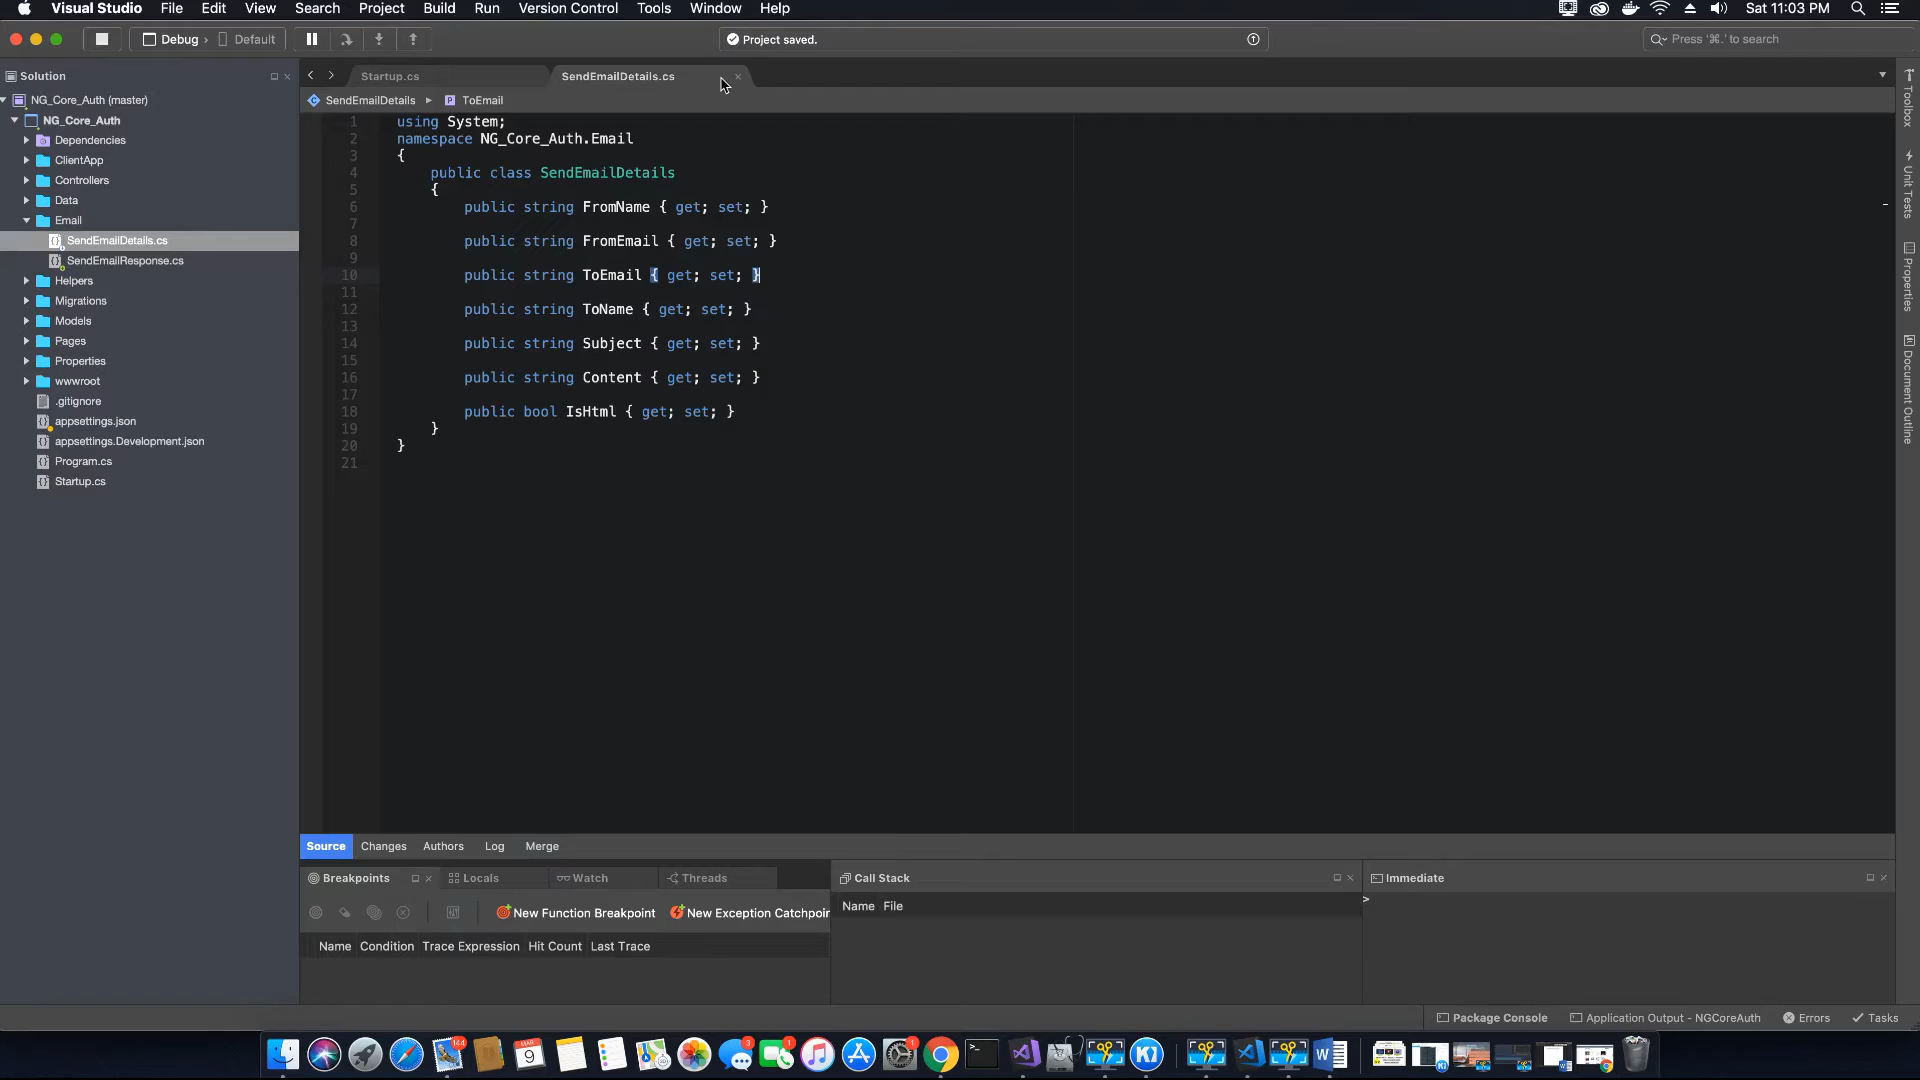 Visual Studio File Edit View Search Project Build Run Version Control Tools Window Help Sat 11:03 PM
Debug › Default Project saved. Press '⌘.' to search
Solution
NG_Core_Auth (master)
NG_Core_Auth
Dependencies
ClientApp
Controllers
Data
Email
SendEmailDetails.cs
SendEmailResponse.cs
Helpers
Migrations
Models
Pages
Properties
wwwroot
.gitignore
appsettings.json
appsettings.Development.json
Program.cs
Startup.cs
Startup.cs SendEmailDetails.cs
SendEmailDetails ToEmail
1 using System;
2 namespace NG_Core_Auth.Email
3 {
4 public class SendEmailDetails
5 {
6 public string FromName { get; set; }
7
8 public string FromEmail { get; set; }
9
10 public string ToEmail { get; set; }
11
12 public string ToName { get; set; }
13
14 public string Subject { get; set; }
15
16 public string Content { get; set; }
17
18 public bool IsHtml { get; set; }
19 }
20 }
21
Toolbox
Unit Tests
Properties
Document Outline
Source Changes Authors Log Merge
Breakpoints Locals Watch Threads
New Function Breakpoint New Exception Catchpoin
Name Condition Trace Expression Hit Count Last Trace
Call Stack
Name File
Immediate
>
Package Console Application Output - NGCoreAuth Errors Tasks
144 9 3 1 1